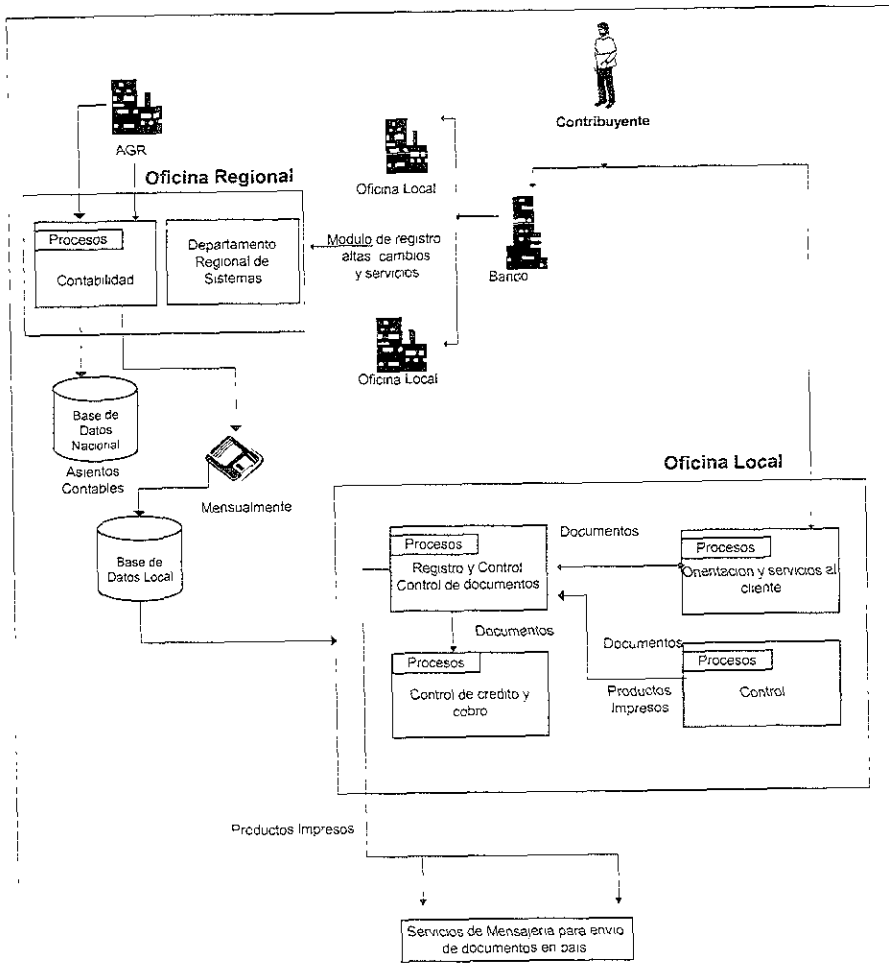 Contribuyente
AGR
Oficina Regional
Oficina Local
Procesos
Contabilidad
Departamento
Regional de
Sistemas
Modulo de registro
altas cambios
y servicios
Banco
Oficina Local
Base de
Datos
Nacional
Asientos
Contables
Mensualmente
Base de
Datos Local
Oficina Local
Procesos
Registro y Control
Control de documentos
Documentos
Procesos
Orientacion y servicios al
cliente
Documentos
Procesos
Control de credito y
cobro
Documentos
Productos
Impresos
Procesos
Control
Productos Impresos
Servicios de Mensajeria para envio
de documentos en pais